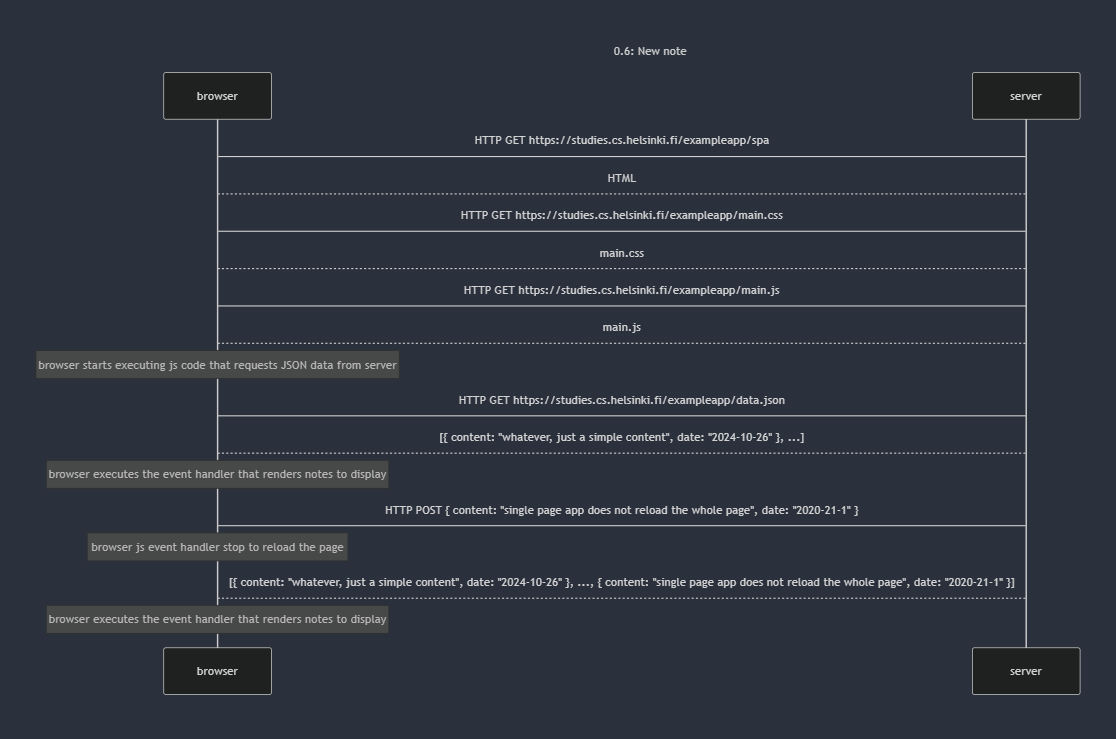 0.6: New note
browser
server
HTTP GET https://studies.cs.helsinki.fi/exampleapp/spa
HTML
HTTP GET https://studies.cs.helsinki.fi/exampleapp/main.css
main.css
HTTP GET https://studies.cs.helsinki.fi/exampleapp/main.js
main.js
browser starts executing js code that requests JSON data from server
HTTP GET https://studies.cs.helsinki.fi/exampleapp/data.json
[{ content: "whatever, just a simple content", date: "2024-10-26" }, ...]
browser executes the event handler that renders notes to display
HTTP POST { content: "single page app does not reload the whole page", date: "2020-21-1" }
browser js event handler stop to reload the page
[{ content: "whatever, just a simple content", date: "2024-10-26" }, ..., { content: "single page app does not reload the whole page", date: "2020-21-1" }]
browser executes the event handler that renders notes to display
browser
server